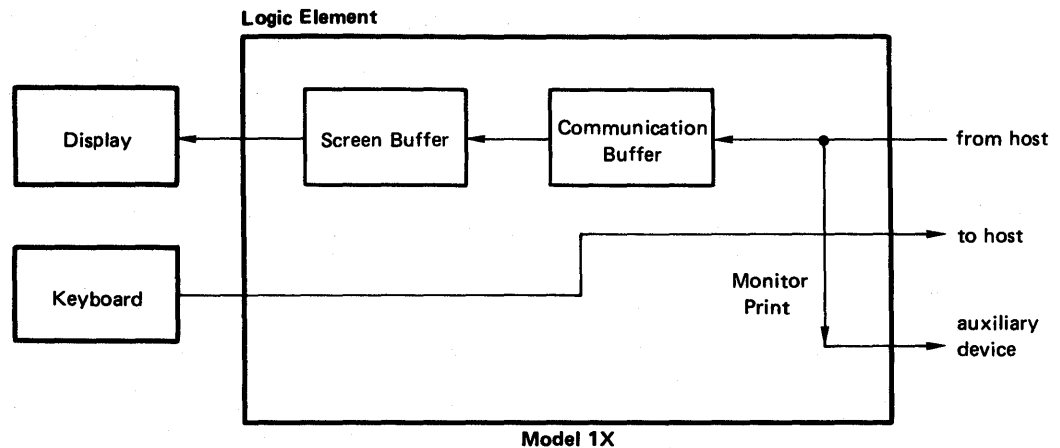 Logic Element
Display
Screen Buffer
Communication
Buffer
from host
to host
Keyboard
Monitor
Print
auxiliary
device
Model 1X